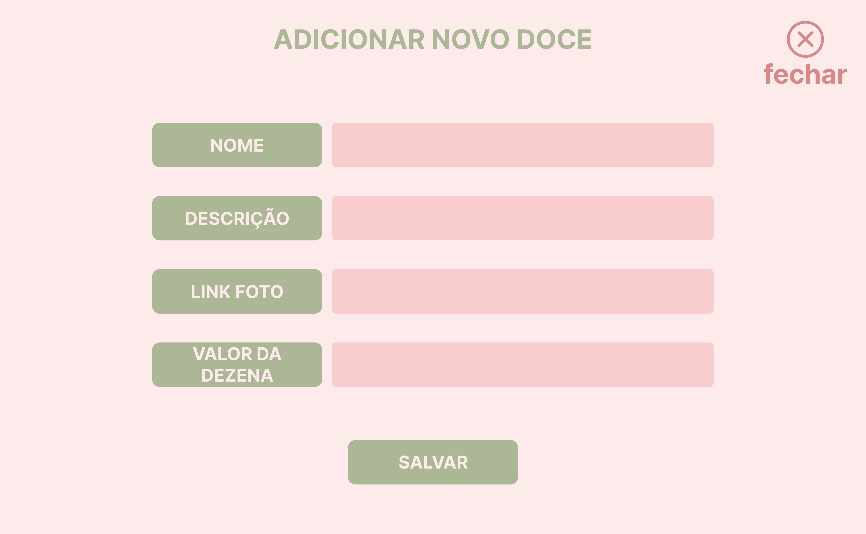 ADICIONAR NOVO DOCE
fechar
NOME
DESCRIÇÃO
LINK FOTO
VALOR DA
DEZENA
SALVAR